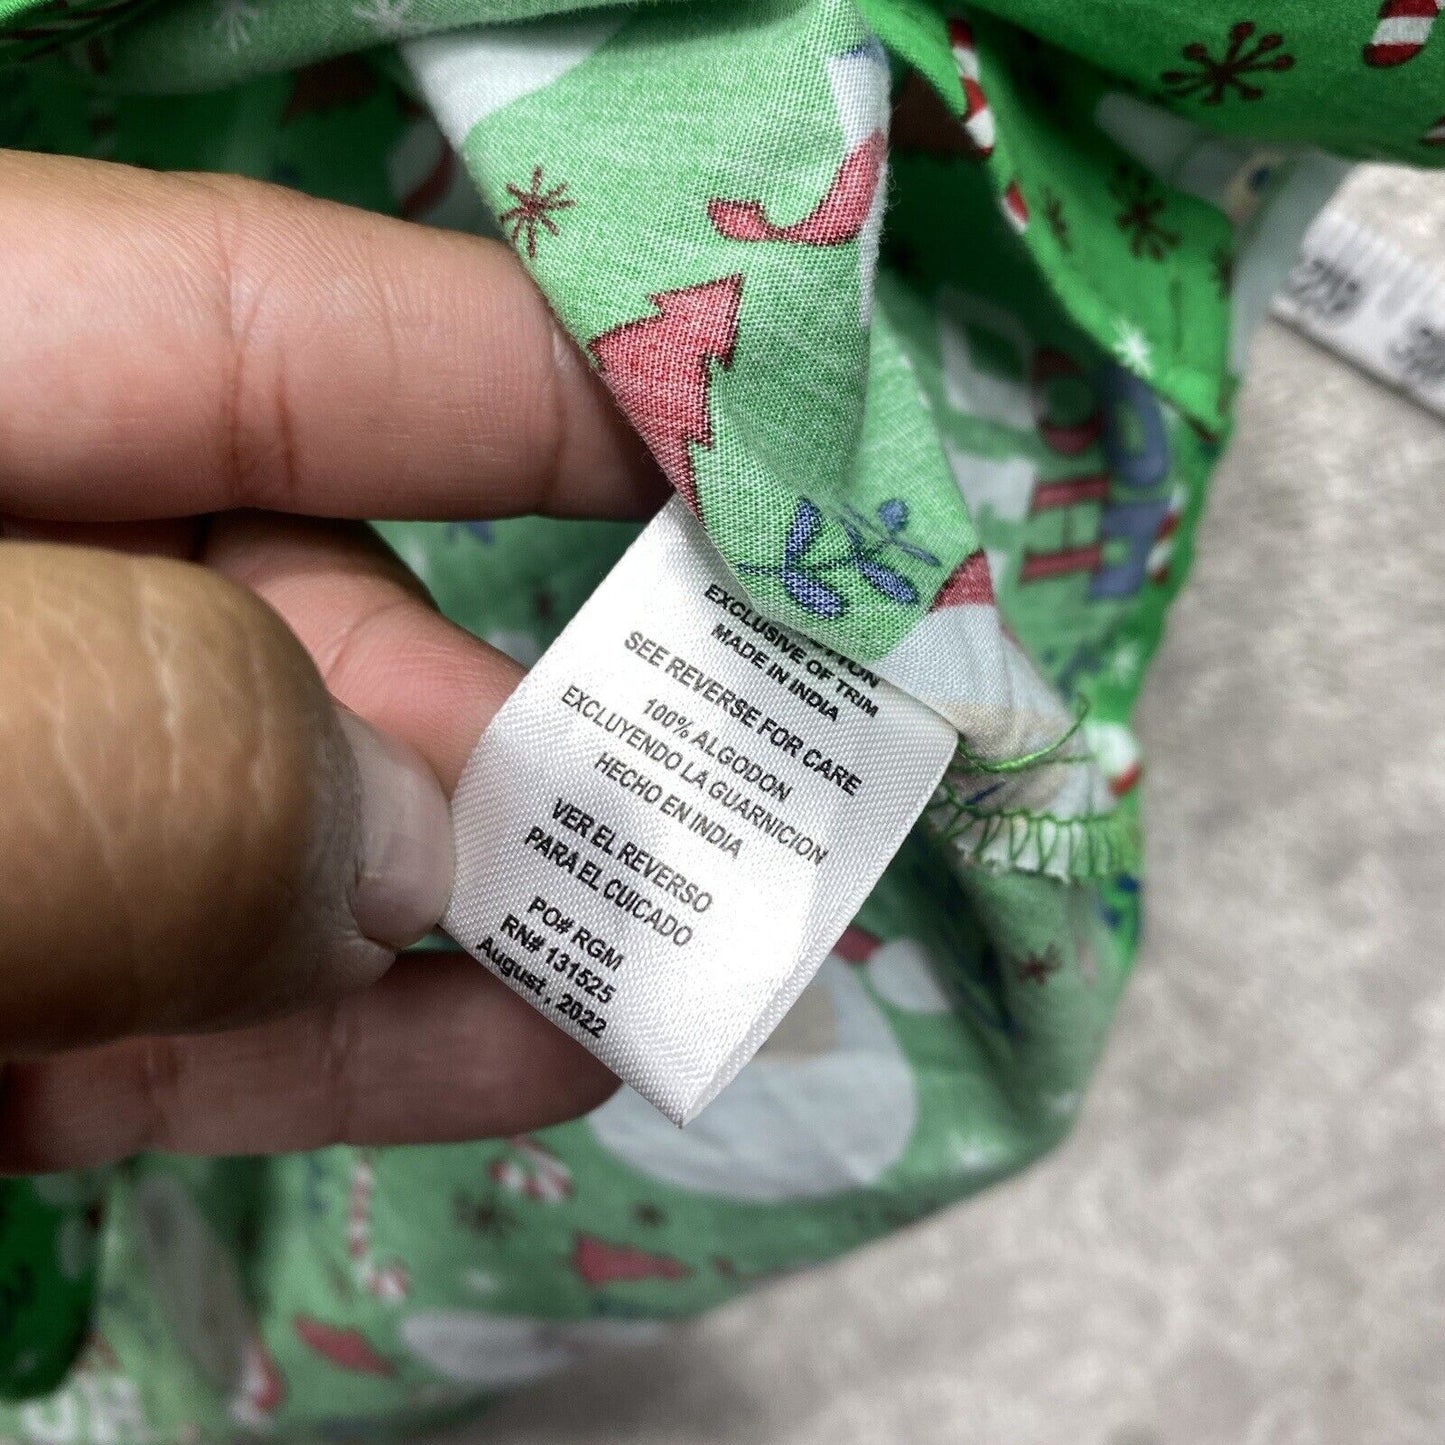 EXCLUSIVE OF TRIM
MADE IN INDIA
SEE REVERSE FOR CARE
100% ALGODON
EXCLUYENDO LA GUARNICION
HECHO EN INDIA
VER EL REVERSO
PARA EL CUICADO
PO# RGM
RN# 131525
August , 2022